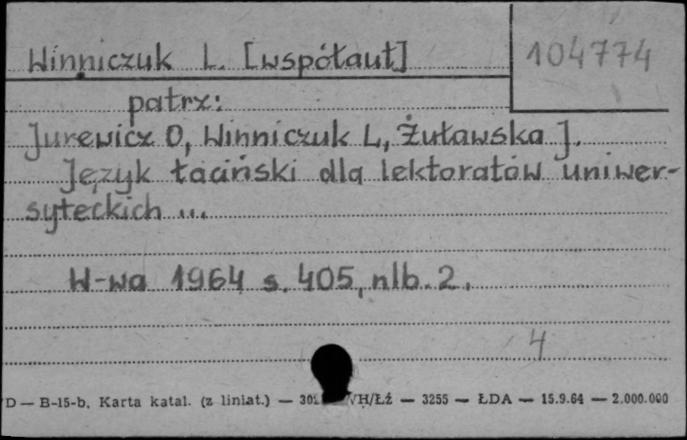 Winniczuk L. [współaut]
104774
patrz:
Jurewicz O, Winniczuk L, Żuławska J.
Język łaciński dla lektoratów uniwer-
syteckich ...
W-wa 1964 s. 405, nlb. 2.
4
D — B-15-b. Karta katal. (z liniat.) — VH/Łź — 3255 — ŁDA — 15.9.64 — 2.000.000